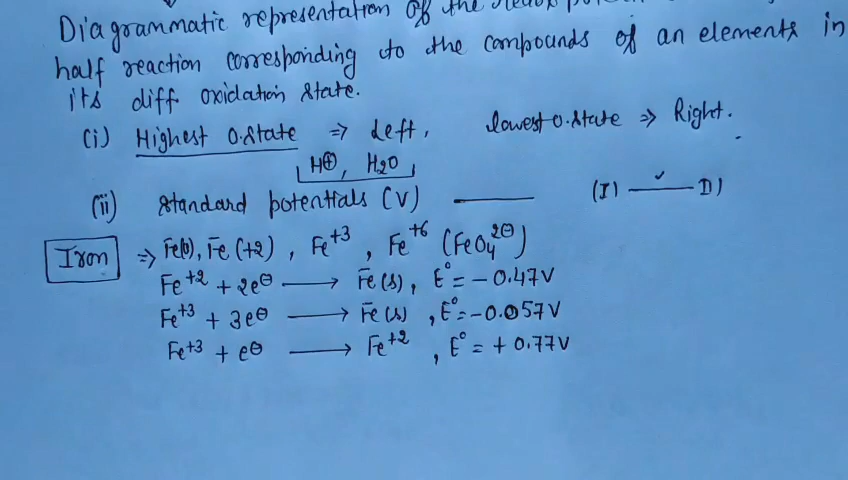 Diagrammatic representation of the
half reaction corresponding to the compounds of an elements in
its diff. oxidation state.
(i) Highest O.state ⇒ left, lowest o.state ⇒ Right.
H⊕, H2O
(ii) standard potentials (V) ——— (I) ——— D)
Iron ⇒ Fe(0), Fe (+2), Fe+3, Fe+6 (FeO4 2⊖)
Fe+2 + 2e⊖ ⟶ Fe (s), E° = - 0.47V
Fe+3 + 3e⊖ ⟶ Fe (s), E° = -0.057V
Fe+3 + e⊖ ⟶ Fe+2, E° = + 0.77V